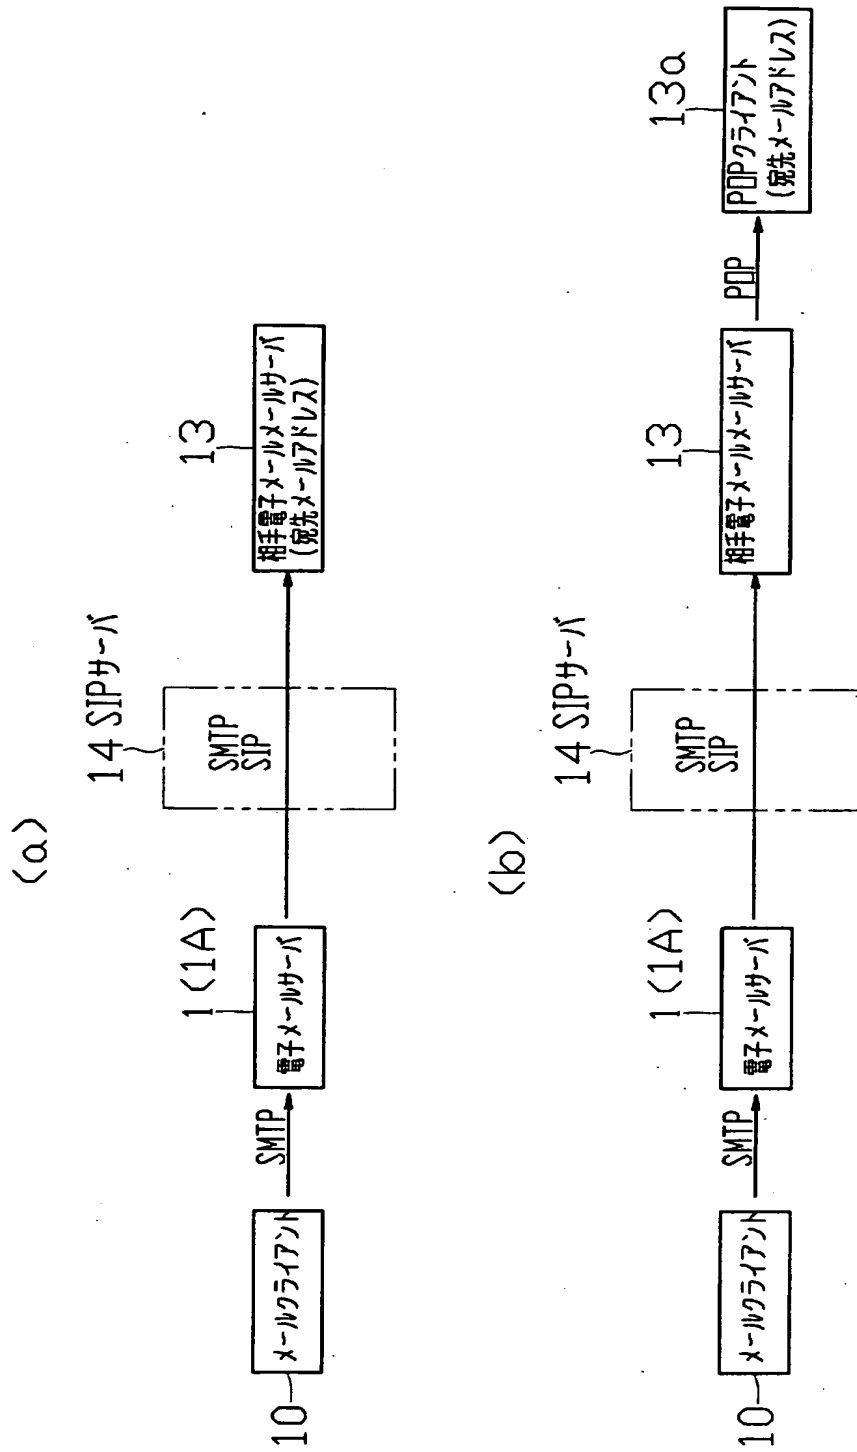 (a)
14 SIPサーバ
1(1A)
13
10
メールクライアント
SMTP
電子メールサーバ
SMTP
SIP
相手電子メールメールサーバ
(宛先メールアドレス)
(b)
14 SIPサーバ
1(1A)
13
13a
10
メールクライアント
SMTP
電子メールサーバ
SMTP
SIP
相手電子メールメールサーバ
POP
POPクライアント
(宛先メールアドレス)